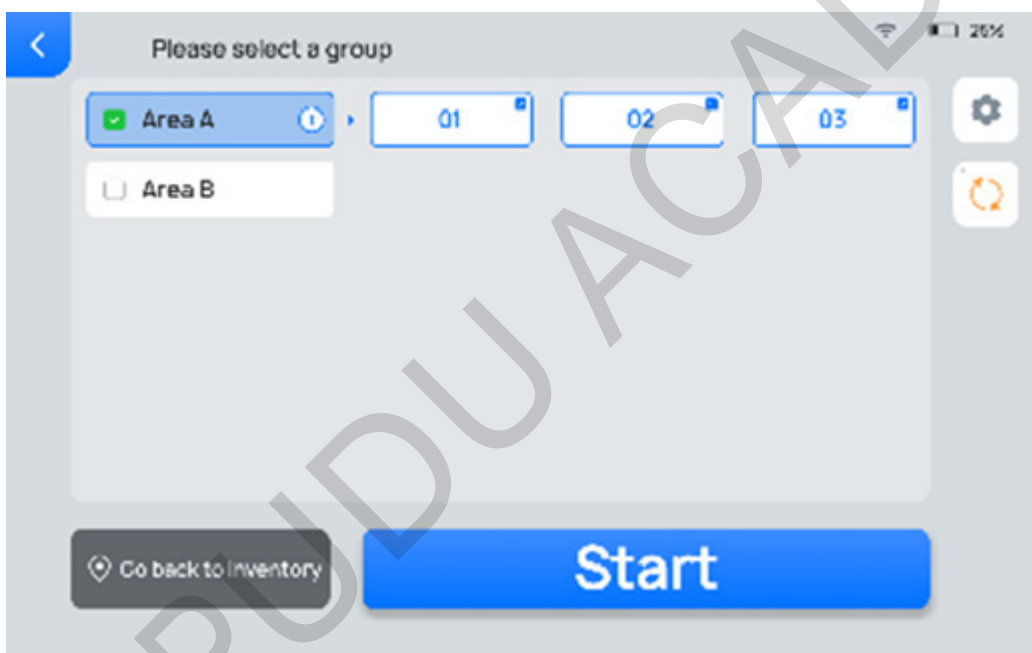 Please select a group
26%
Area A
01
02
03
Area B
Go back to inventory
Start
PUDU ACAD